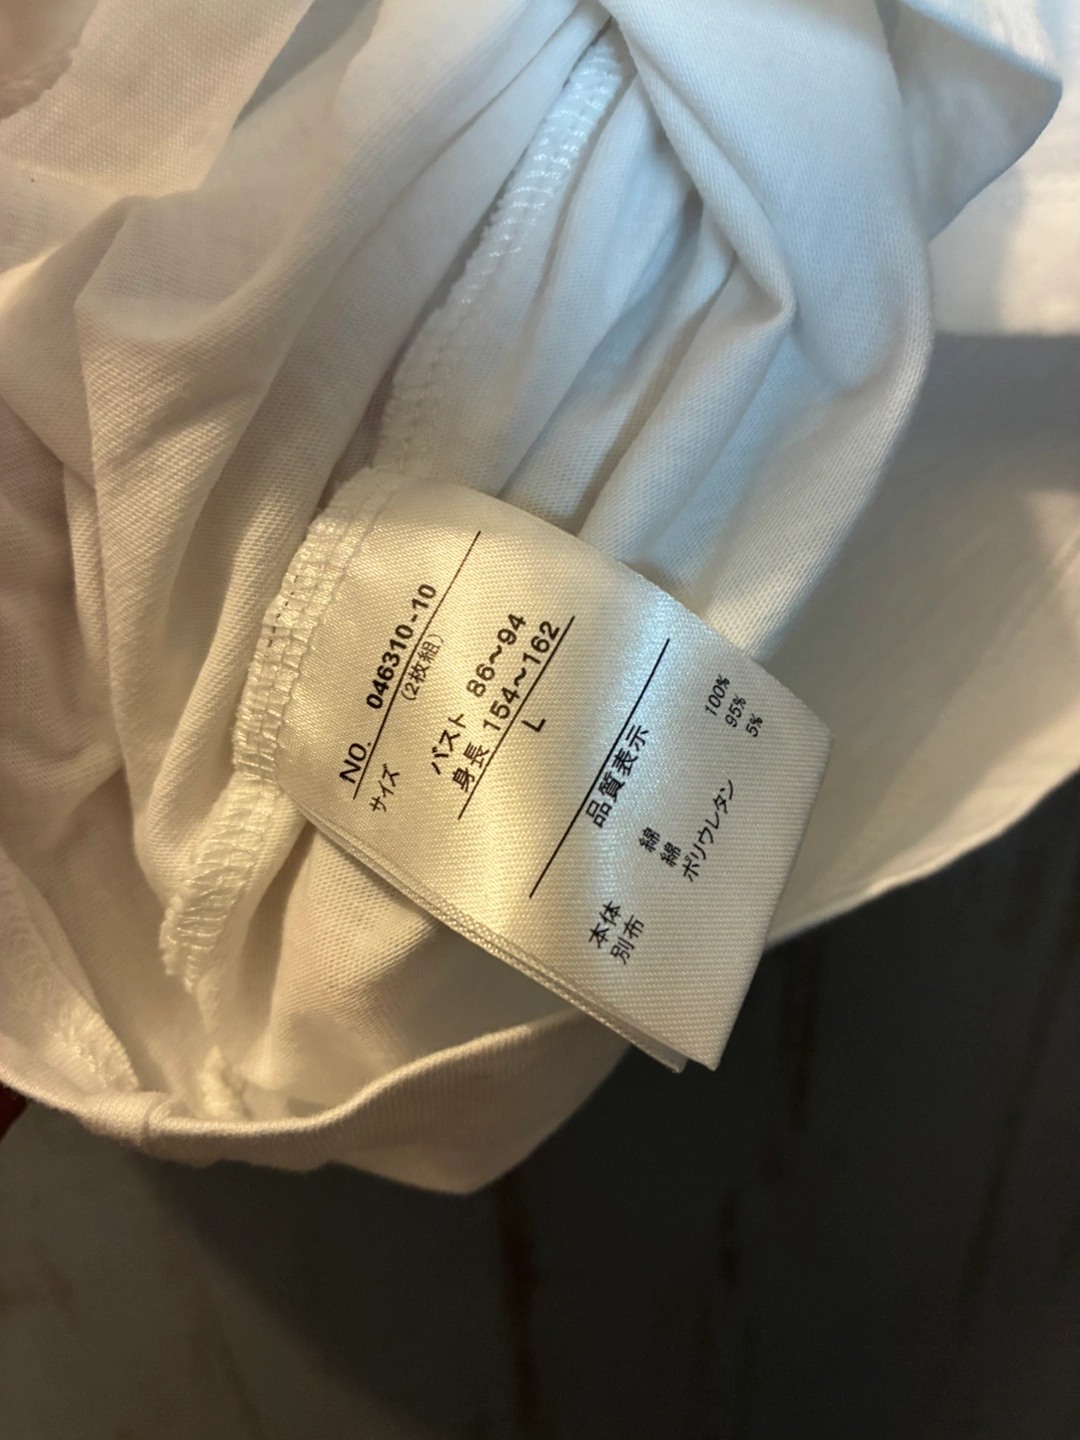 NO. 046310-10
サイズ (2枚組)
バスト 86〜94
身長 154〜162
L
品質表示
本体 綿 100%
別布 綿 95%
ポリウレタン 5%